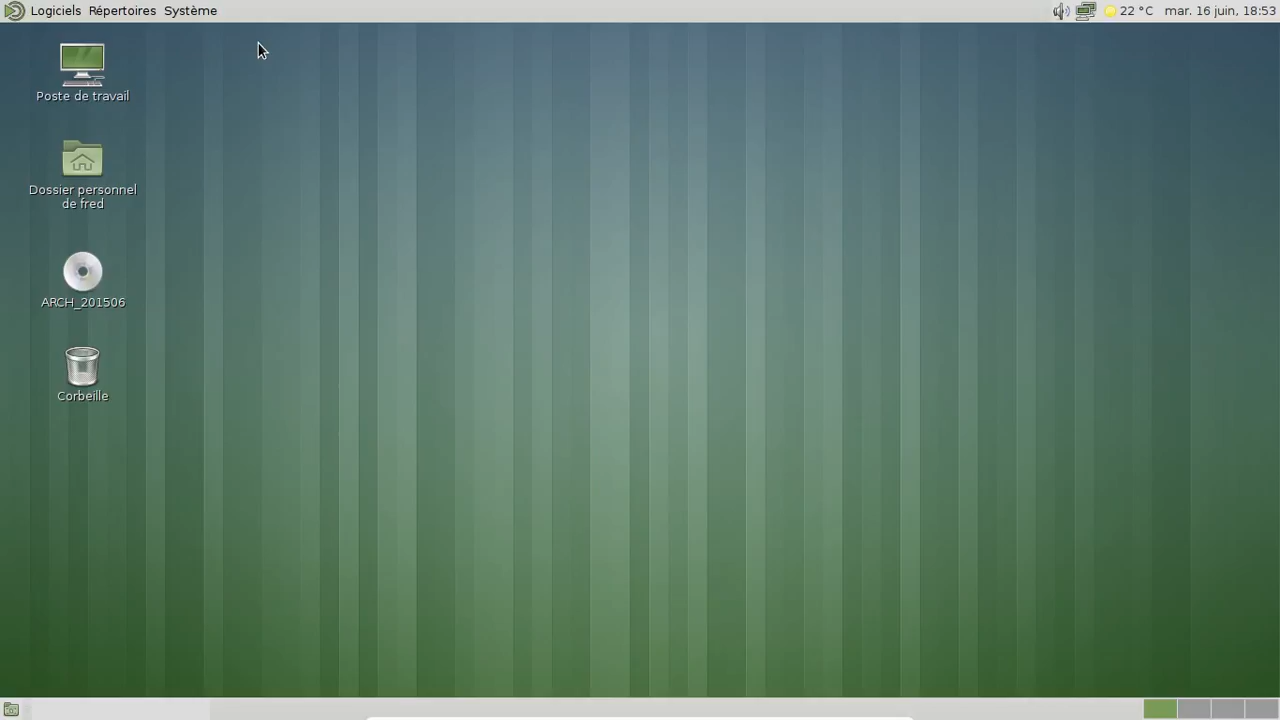 Logiciels Répertoires Système 22 °C mar. 16 juin, 18:53
Poste de travail
Dossier personnel
de fred
ARCH_201506
Corbeille